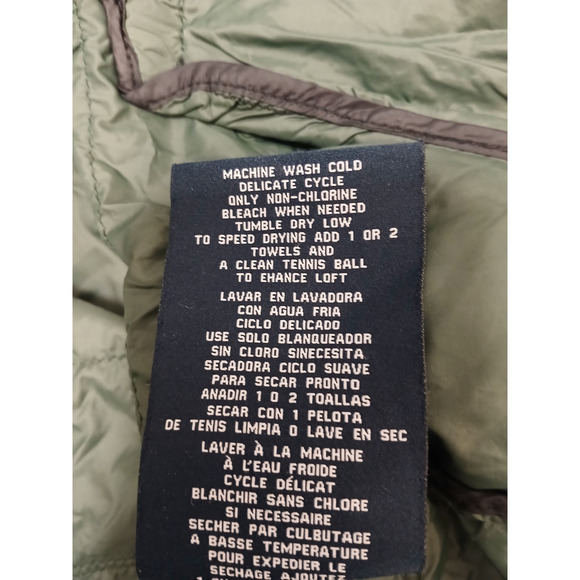 MACHINE WASH COLD
DELICATE CYCLE
ONLY NON-CHLORINE
BLEACH WHEN NEEDED
TUMBLE DRY LOW
TO SPEED DRYING ADD 1 OR 2
TOWELS AND
A CLEAN TENNIS BALL
TO EHANCE LOFT
LAVAR EN LAVADORA
CON AGUA FRIA
CICLO DELICADO
USE SOLO BLANQUEADOR
SIN CLORO SINECESITA
SECADORA CICLO SUAVE
PARA SECAR PRONTO
ANADIR 1 O 2 TOALLAS
SECAR CON 1 PELOTA
DE TENIS LIMPIA O LAVE EN SEC
LAVER À LA MACHINE
À L'EAU FROIDE
CYCLE DÉLICAT
BLANCHIR SANS CHLORE
SI NECESSAIRE
SECHER PAR CULBUTAGE
A BASSE TEMPERATURE
POUR EXPEDIER LE
SECHAGE AJOUTEZ